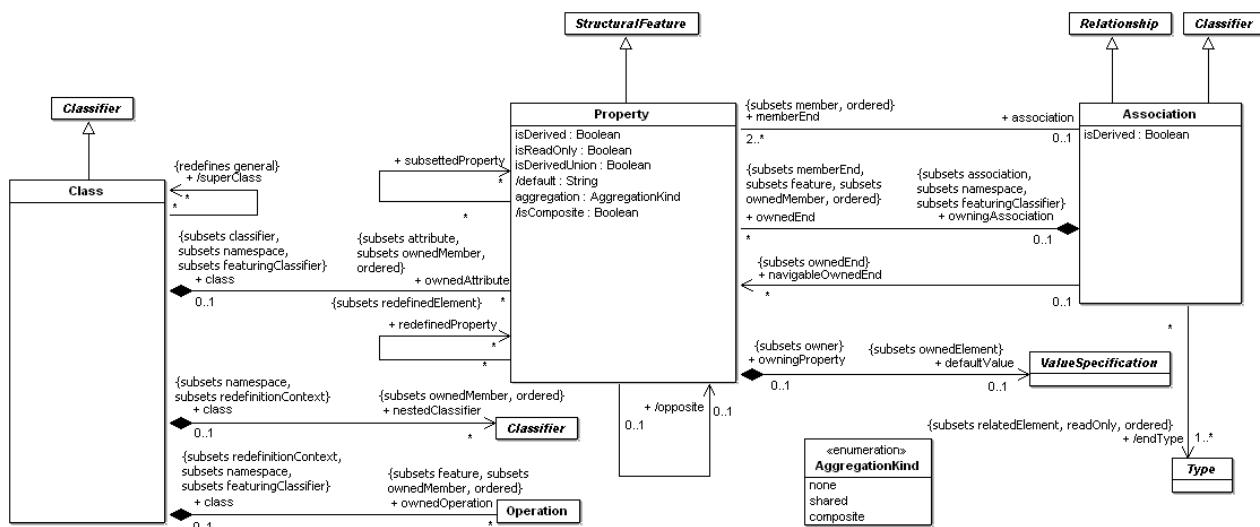 StructuralFeature
Relationship
Classifier
Classifier
Property
isDerived : Boolean
isReadOnly : Boolean
isDerivedUnion : Boolean
/default : String
aggregation : AggregationKind
/isComposite : Boolean
{subsets member, ordered}
+ memberEnd
2..*
+ association
0..1
Association
isDerived : Boolean
Class
{redefines general}
+ /superClass
*
*
+ subsettedProperty
*
*
{subsets memberEnd,
subsets feature, subsets
ownedMember, ordered}
+ ownedEnd
*
{subsets association,
subsets namespace,
subsets featuringClassifier}
+ owningAssociation
0..1
{subsets classifier,
subsets namespace,
subsets featuringClassifier}
+ class
0..1
{subsets attribute,
subsets ownedMember,
ordered}
+ ownedAttribute
*
{subsets ownedEnd}
+ navigableOwnedEnd
*
0..1
{subsets redefinedElement}
+ redefinedProperty
*
*
{subsets owner}
+ owningProperty
0..1
{subsets ownedElement}
+ defaultValue
0..1
ValueSpecification
*
{subsets namespace,
subsets redefinitionContext}
+ class
0..1
{subsets ownedMember, ordered}
+ nestedClassifier
*
Classifier
+ /opposite
0..1
0..1
{subsets relatedElement, readOnly, ordered}
+ /endType
1..*
Type
«enumeration»
AggregationKind
none
shared
composite
{subsets redefinitionContext,
subsets namespace,
subsets featuringClassifier}
+ class
0..1
{subsets feature, subsets
ownedMember, ordered}
+ ownedOperation
*
Operation